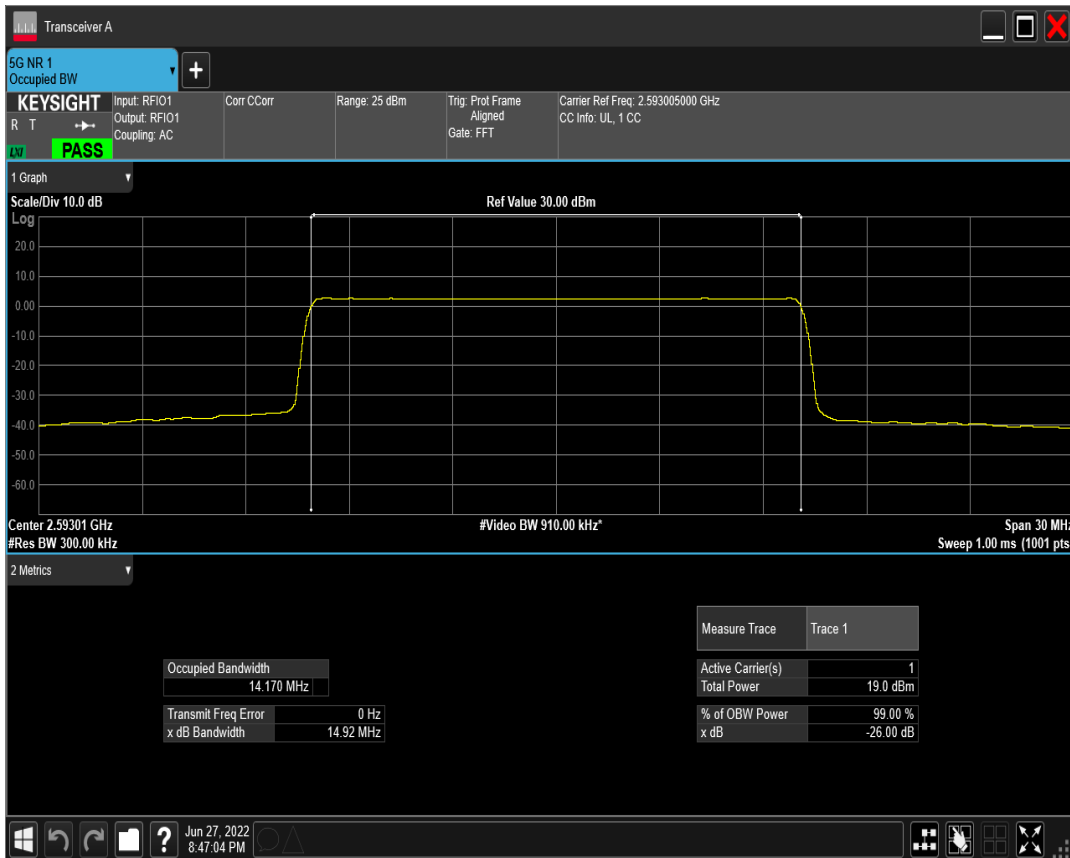 Transceiver A
5G NR 1
Occupied BW
+
KEYSIGHT
R T
LXI
PASS
Input: RFIO1
Output: RFIO1
Coupling: AC
Corr CCorr
Range: 25 dBm
Trig: Prot Frame
Aligned
Gate: FFT
Carrier Ref Freq: 2.593005000 GHz
CC Info: UL, 1 CC
1 Graph
Scale/Div 10.0 dB
Ref Value 30.00 dBm
Log
20.0
10.0
0.00
-10.0
-20.0
-30.0
-40.0
-50.0
-60.0
Center 2.59301 GHz
#Video BW 910.00 kHz*
Span 30 MHz
#Res BW 300.00 kHz
Sweep 1.00 ms (1001 pts
2 Metrics
Measure Trace Trace 1
Occupied Bandwidth
14.170 MHz
Active Carrier(s) 1
Total Power 19.0 dBm
Transmit Freq Error 0 Hz
x dB Bandwidth 14.92 MHz
% of OBW Power 99.00 %
x dB -26.00 dB
?
Jun 27, 2022
8:47:04 PM